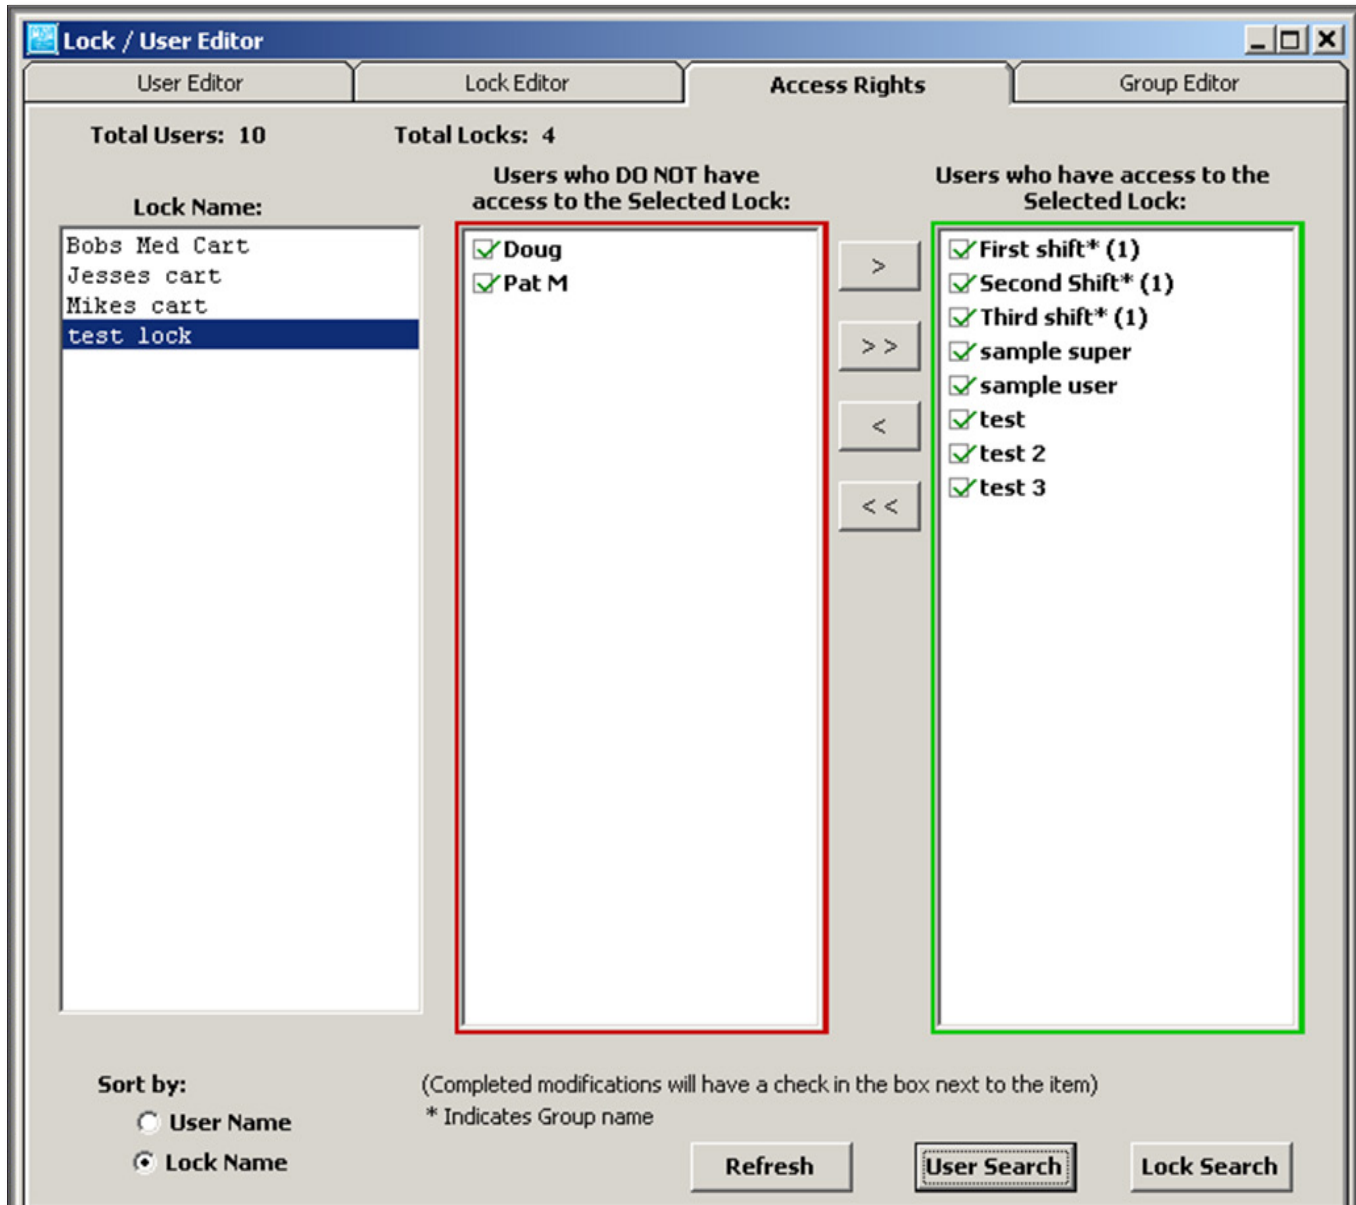 Lock / User Editor
User Editor
Lock Editor
Access Rights
Group Editor
Total Users: 10
Total Locks: 4
Lock Name:
Bobs Med Cart
Jesses cart
Mikes cart
test lock
Users who DO NOT have
access to the Selected Lock:
Doug
Pat M
>
>>
<
<<
Users who have access to the
Selected Lock:
First shift* (1)
Second Shift* (1)
Third shift* (1)
sample super
sample user
test
test 2
test 3
Sort by:
User Name
Lock Name
(Completed modifications will have a check in the box next to the item)
* Indicates Group name
Refresh
User Search
Lock Search